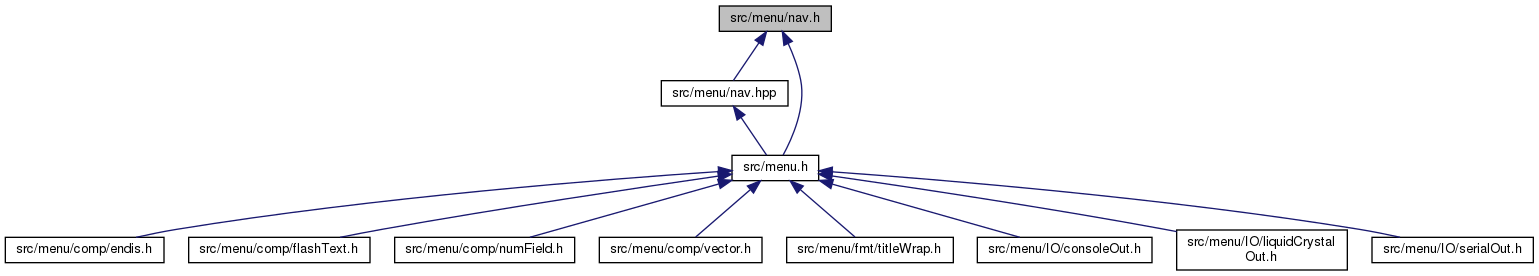 src/menu/nav.h
src/menu/nav.hpp
src/menu.h
src/menu/comp/endis.h
src/menu/comp/flashText.h
src/menu/comp/numField.h
src/menu/comp/vector.h
src/menu/fmt/titleWrap.h
src/menu/IO/consoleOut.h
src/menu/IO/liquidCrystal
Out.h
src/menu/IO/serialOut.h